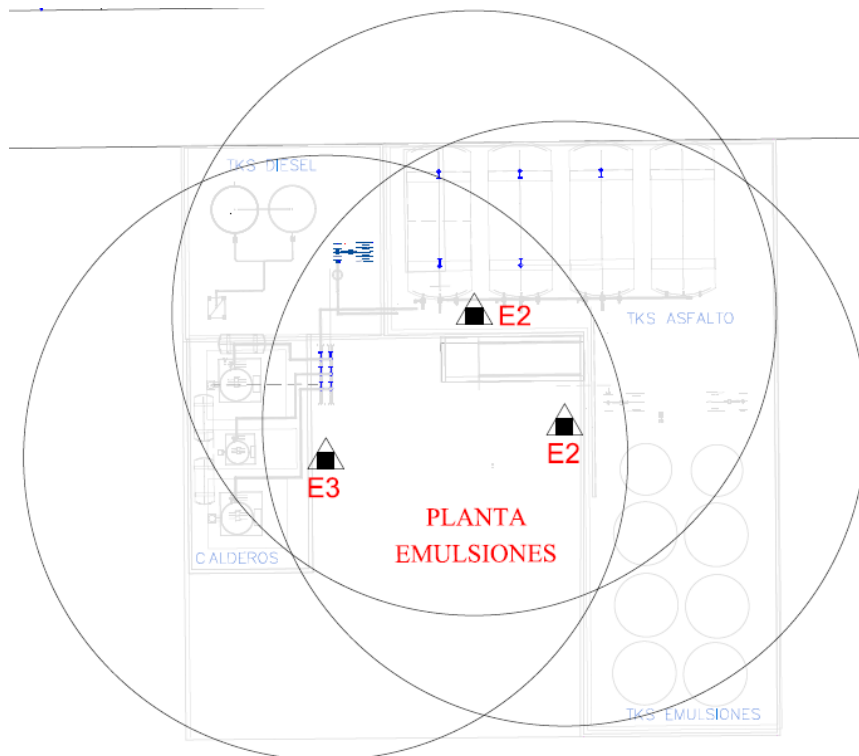 TKS DIESEL
E2
TKS ASFALTO
E2
E3
PLANTA
EMULSIONES
CALDEROS
TKS EMULSIONES